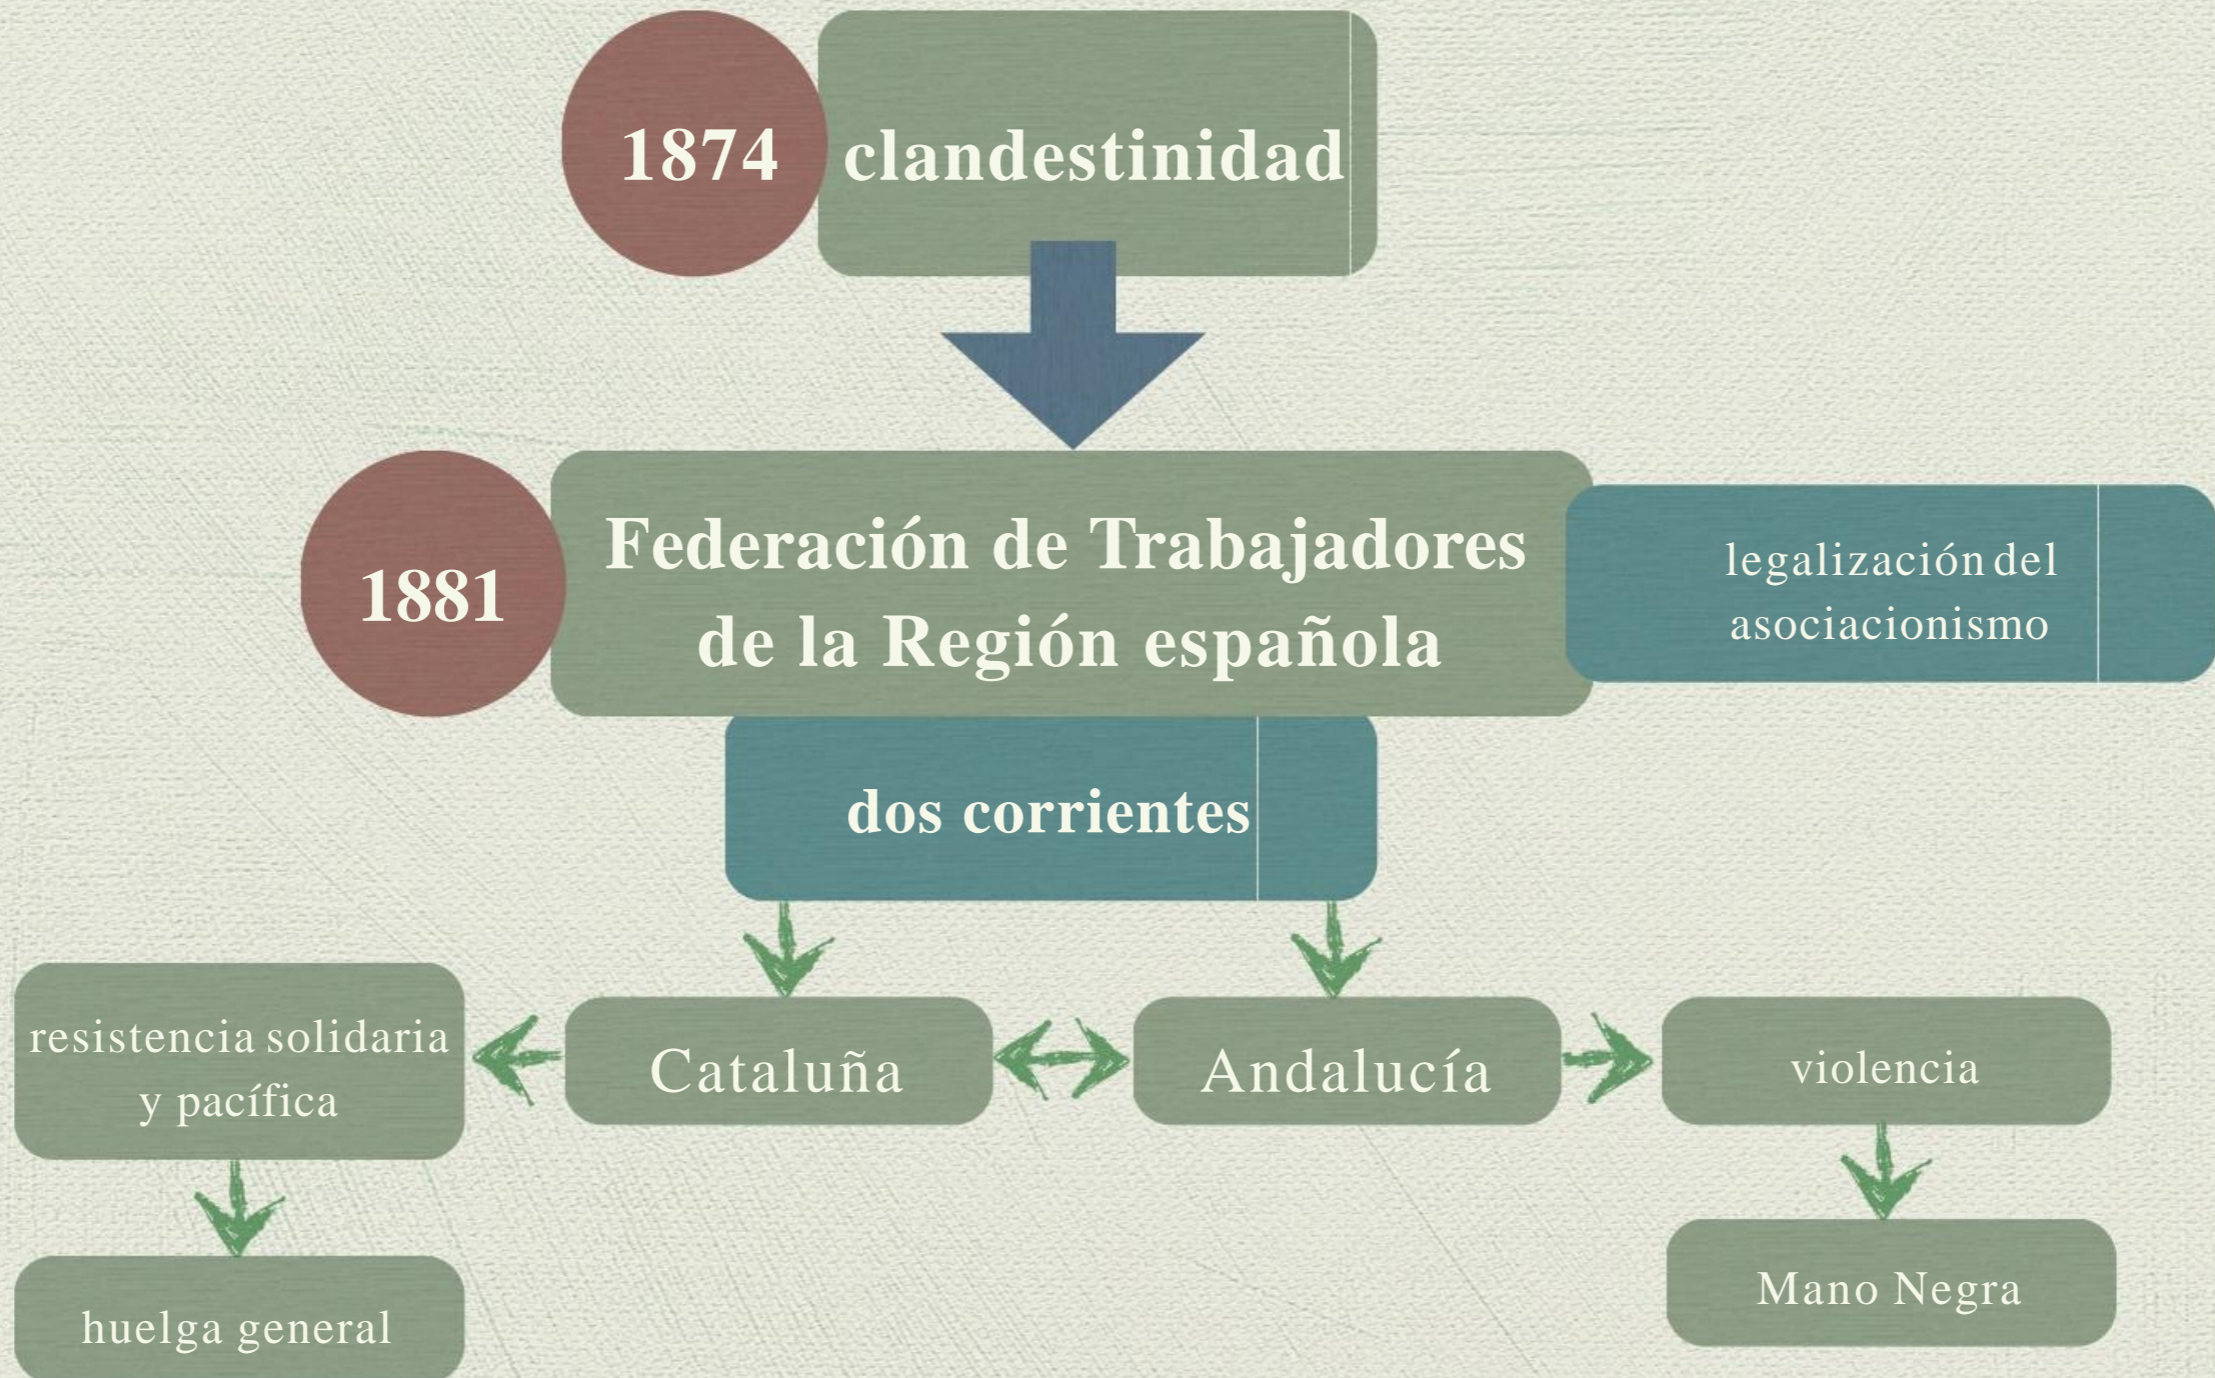 1874
clandestinidad
1881
Federación de Trabajadores
de la Región española
legalización del
asociacionismo
dos corrientes
resistencia solidaria
y pacífica
Cataluña
Andalucía
violencia
huelga general
Mano Negra